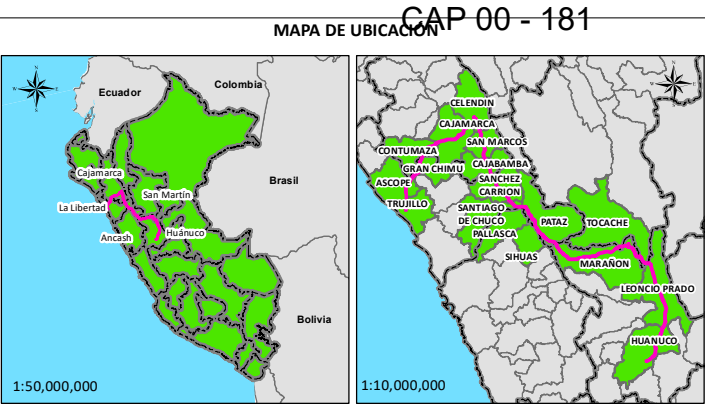 CAP 00 - 181
MAPA DE UBICACIÓN
Ecuador
Colombia
Cajamarca
San Martín
Brasil
La Libertad
Huánuco
Ancash
Bolivia
1:50,000,000
CELENDIN
CAJAMARCA
SAN MARCOS
CONTUMAZA
CAJABAMBA
GRAN CHIMU
ASCOPE
SANCHEZ
CARRION
TRUJILLO
SANTIAGO
DE CHUCO
PATAZ
TOCACHE
PALLASCA
SIHUAS
MARAÑON
LEONCIO PRADO
HUANUCO
1:10,000,000